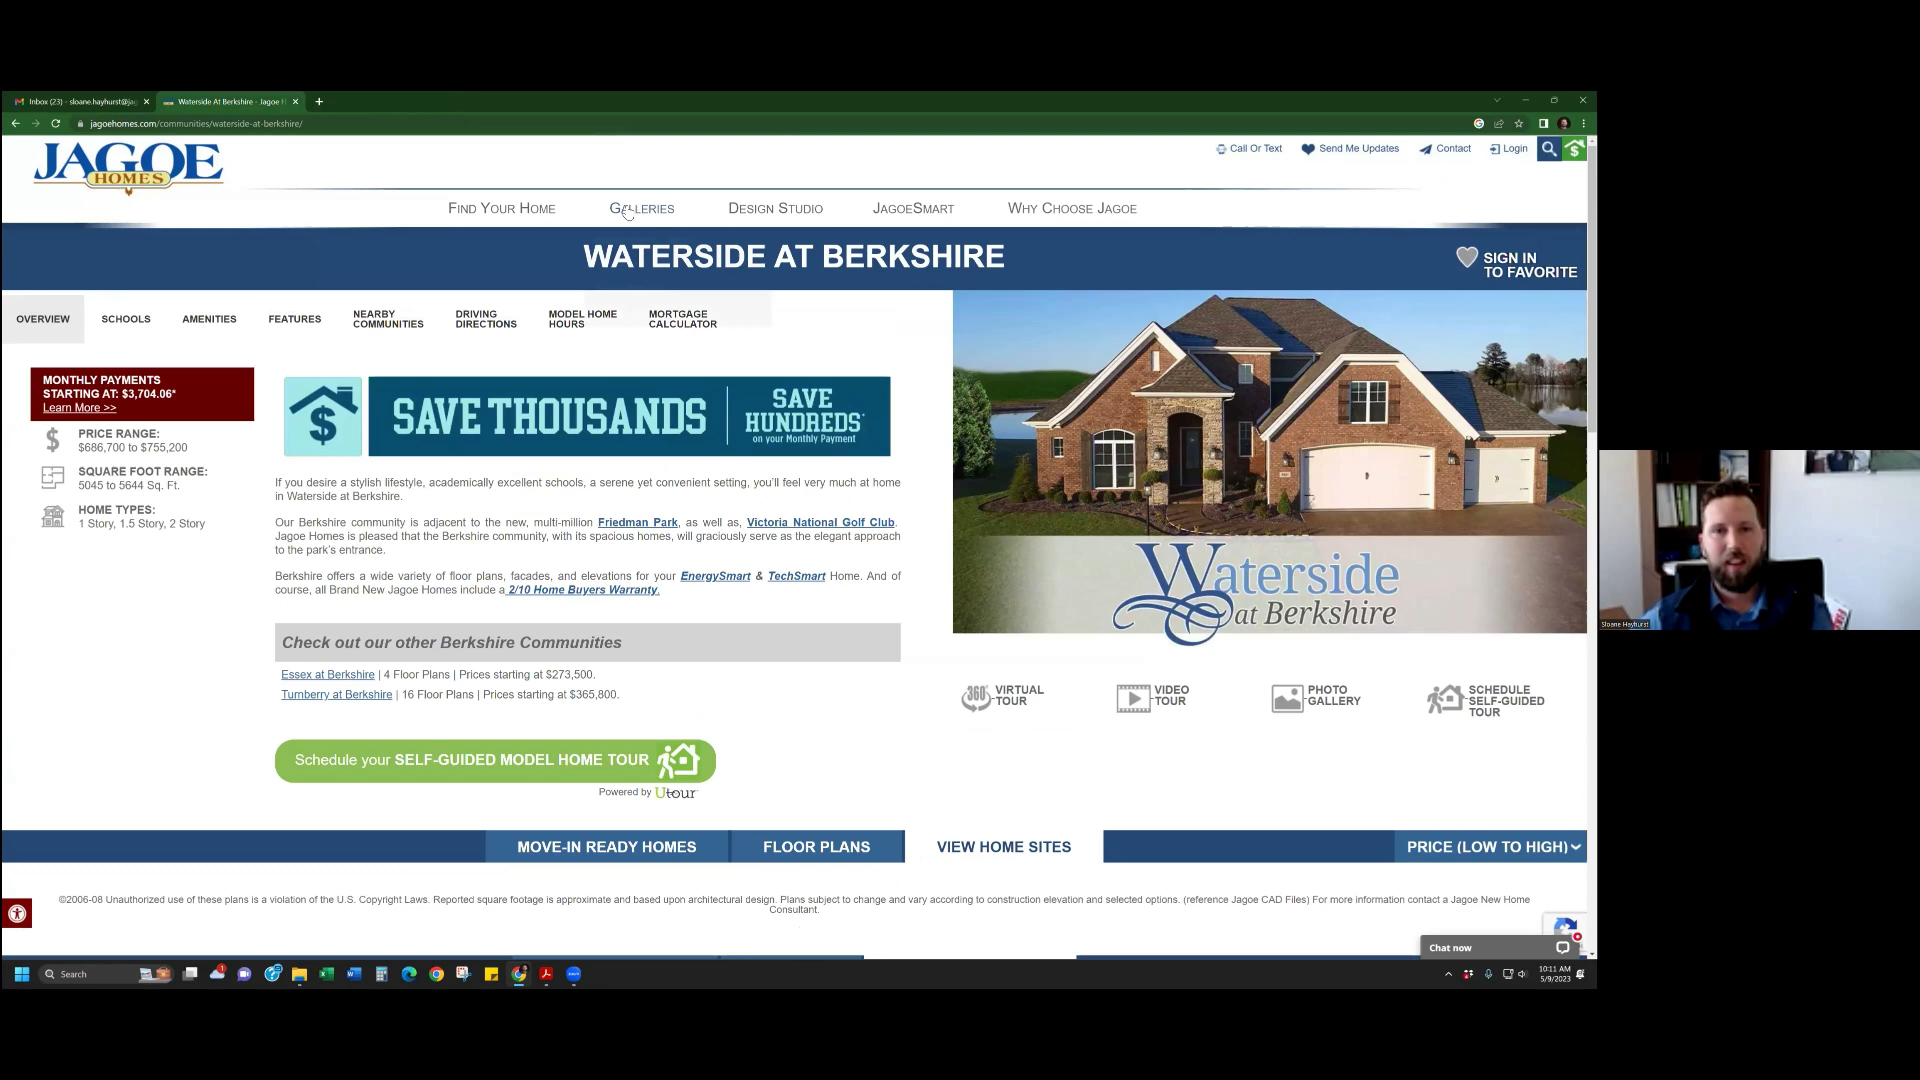 Inbox (23) - sloane.hayhurst@jag
Waterside At Berkshire - Jagoe H
jagoehomes.com/communities/waterside-at-berkshire/
JAGOE
HOMES
Call Or Text
Send Me Updates
Contact
Login
FIND YOUR HOME
GALLERIES
DESIGN STUDIO
JAGOESMART
WHY CHOOSE JAGOE
WATERSIDE AT BERKSHIRE
SIGN IN
TO FAVORITE
OVERVIEW
SCHOOLS
AMENITIES
FEATURES
NEARBY
COMMUNITIES
DRIVING
DIRECTIONS
MODEL HOME
HOURS
MORTGAGE
CALCULATOR
MONTHLY PAYMENTS
STARTING AT: $3,704.06*
Learn More >>
PRICE RANGE:
$686,700 to $755,200
SQUARE FOOT RANGE:
5045 to 5644 Sq. Ft.
HOME TYPES:
1 Story, 1.5 Story, 2 Story
SAVE THOUSANDS
SAVE
HUNDREDS*
on your Monthly Payment
If you desire a stylish lifestyle, academically excellent schools, a serene yet convenient setting, you'll feel very much at home
in Waterside at Berkshire.
Our Berkshire community is adjacent to the new, multi-million Friedman Park, as well as, Victoria National Golf Club.
Jagoe Homes is pleased that the Berkshire community, with its spacious homes, will graciously serve as the elegant approach
to the park's entrance.
Berkshire offers a wide variety of floor plans, facades, and elevations for your EnergySmart & TechSmart Home. And of
course, all Brand New Jagoe Homes include a 2/10 Home Buyers Warranty.
Check out our other Berkshire Communities
Essex at Berkshire | 4 Floor Plans | Prices starting at $273,500.
Turnberry at Berkshire | 16 Floor Plans | Prices starting at $365,800.
Schedule your SELF-GUIDED MODEL HOME TOUR
Powered by Utour
Waterside
at Berkshire
360°
VIRTUAL
TOUR
VIDEO
TOUR
PHOTO
GALLERY
SCHEDULE
SELF-GUIDED
TOUR
MOVE-IN READY HOMES
FLOOR PLANS
VIEW HOME SITES
PRICE (LOW TO HIGH)
©2006-08 Unauthorized use of these plans is a violation of the U.S. Copyright Laws. Reported square footage is approximate and based upon architectural design. Plans subject to change and vary according to construction elevation and selected options. (reference Jagoe CAD Files) For more information contact a Jagoe New Home
Consultant.
Chat now
Search
10:11 AM
5/9/2023
Sloane Hayhurst